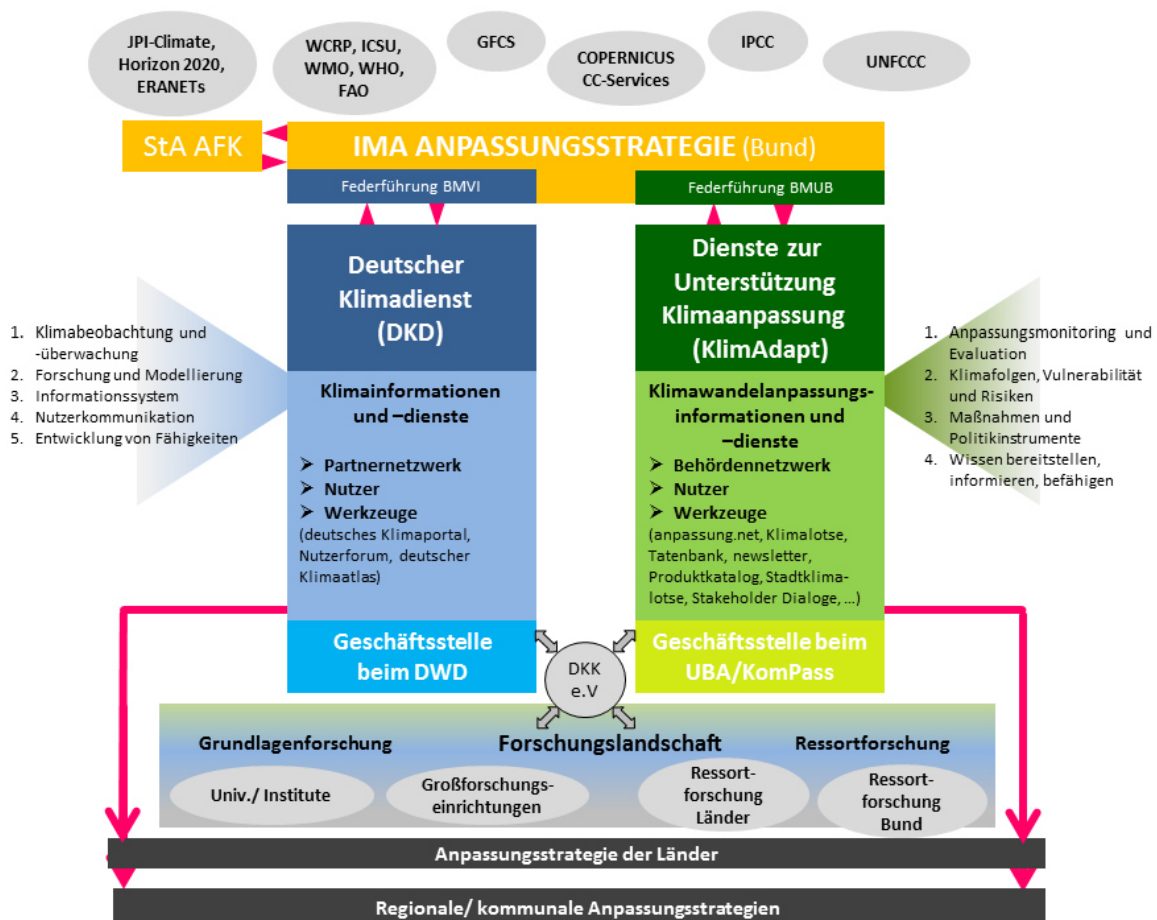 JPI-Climate,
Horizon 2020,
ERANETs
WCRP, ICSU,
WMO, WHO,
FAO
GFCS
COPERNICUS
CC-Services
IPCC
UNFCCC
StA AFK
IMA ANPASSUNGSSTRATEGIE (Bund)
Federführung BMVI
Federführung BMUB
Deutscher
Klimadienst
(DKD)
Dienste zur
Unterstützung
Klimaanpassung
(KlimAdapt)
1. Klimabeobachtung und
-überwachung
2. Forschung und Modellierung
3. Informationssystem
4. Nutzerkommunikation
5. Entwicklung von Fähigkeiten
Klimainformationen
und –dienste
➢ Partnernetzwerk
➢ Nutzer
➢ Werkzeuge
(deutsches Klimaportal,
Nutzerforum, deutscher
Klimaatlas)
Klimawandelanpassungs-
informationen und
–dienste
➢ Behördennetzwerk
➢ Nutzer
➢ Werkzeuge
(anpassung.net, Klimalotse,
Tatenbank, newsletter,
Produktkatalog, Stadtklima-
lotse, Stakeholder Dialoge, ...)
1. Anpassungsmonitoring und
Evaluation
2. Klimafolgen, Vulnerabilität
und Risiken
3. Maßnahmen und
Politikinstrumente
4. Wissen bereitstellen,
informieren, befähigen
Geschäftsstelle
beim DWD
DKK
e.V
Geschäftsstelle beim
UBA/KomPass
Grundlagenforschung
Forschungslandschaft
Ressortforschung
Univ./ Institute
Großforschungs-
einrichtungen
Ressort-
forschung
Länder
Ressort-
forschung
Bund
Anpassungsstrategie der Länder
Regionale/ kommunale Anpassungsstrategien